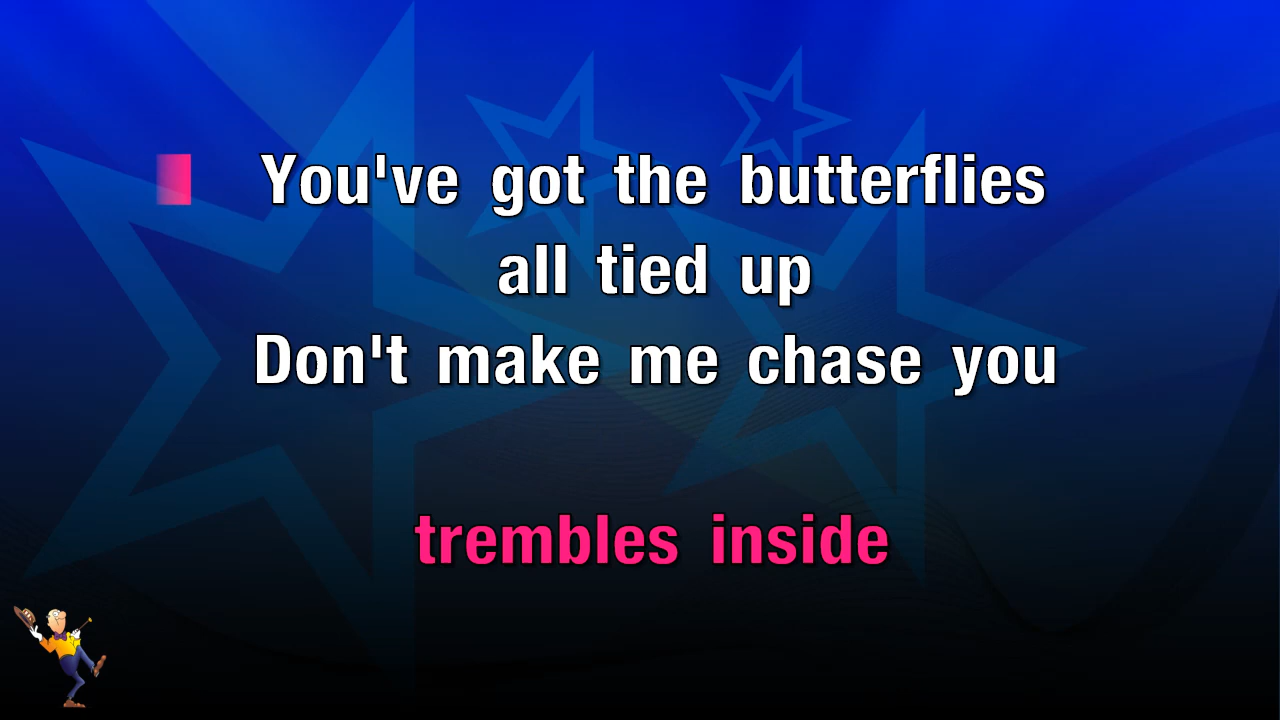 You've got the butterflies
all tied up
Don't make me chase you
trembles inside